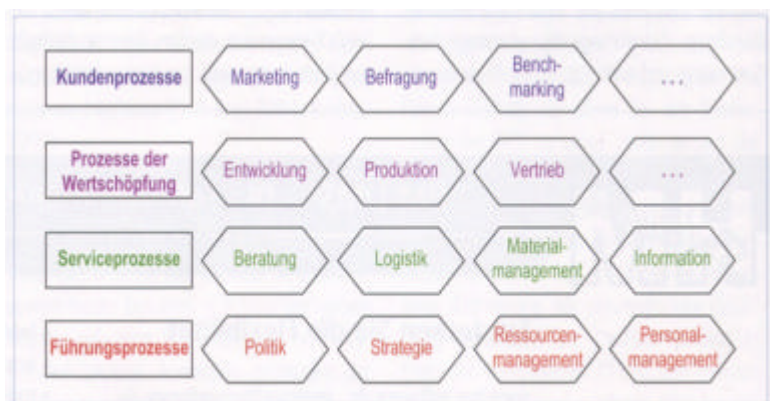 Kundenprozesse
Marketing
Befragung
Bench-
marking
...
Prozesse der
Wertschöpfung
Entwicklung
Produktion
Vertrieb
...
Serviceprozesse
Beratung
Logistik
Material-
management
Information
Führungsprozesse
Politik
Strategie
Ressourcen-
management
Personal-
management